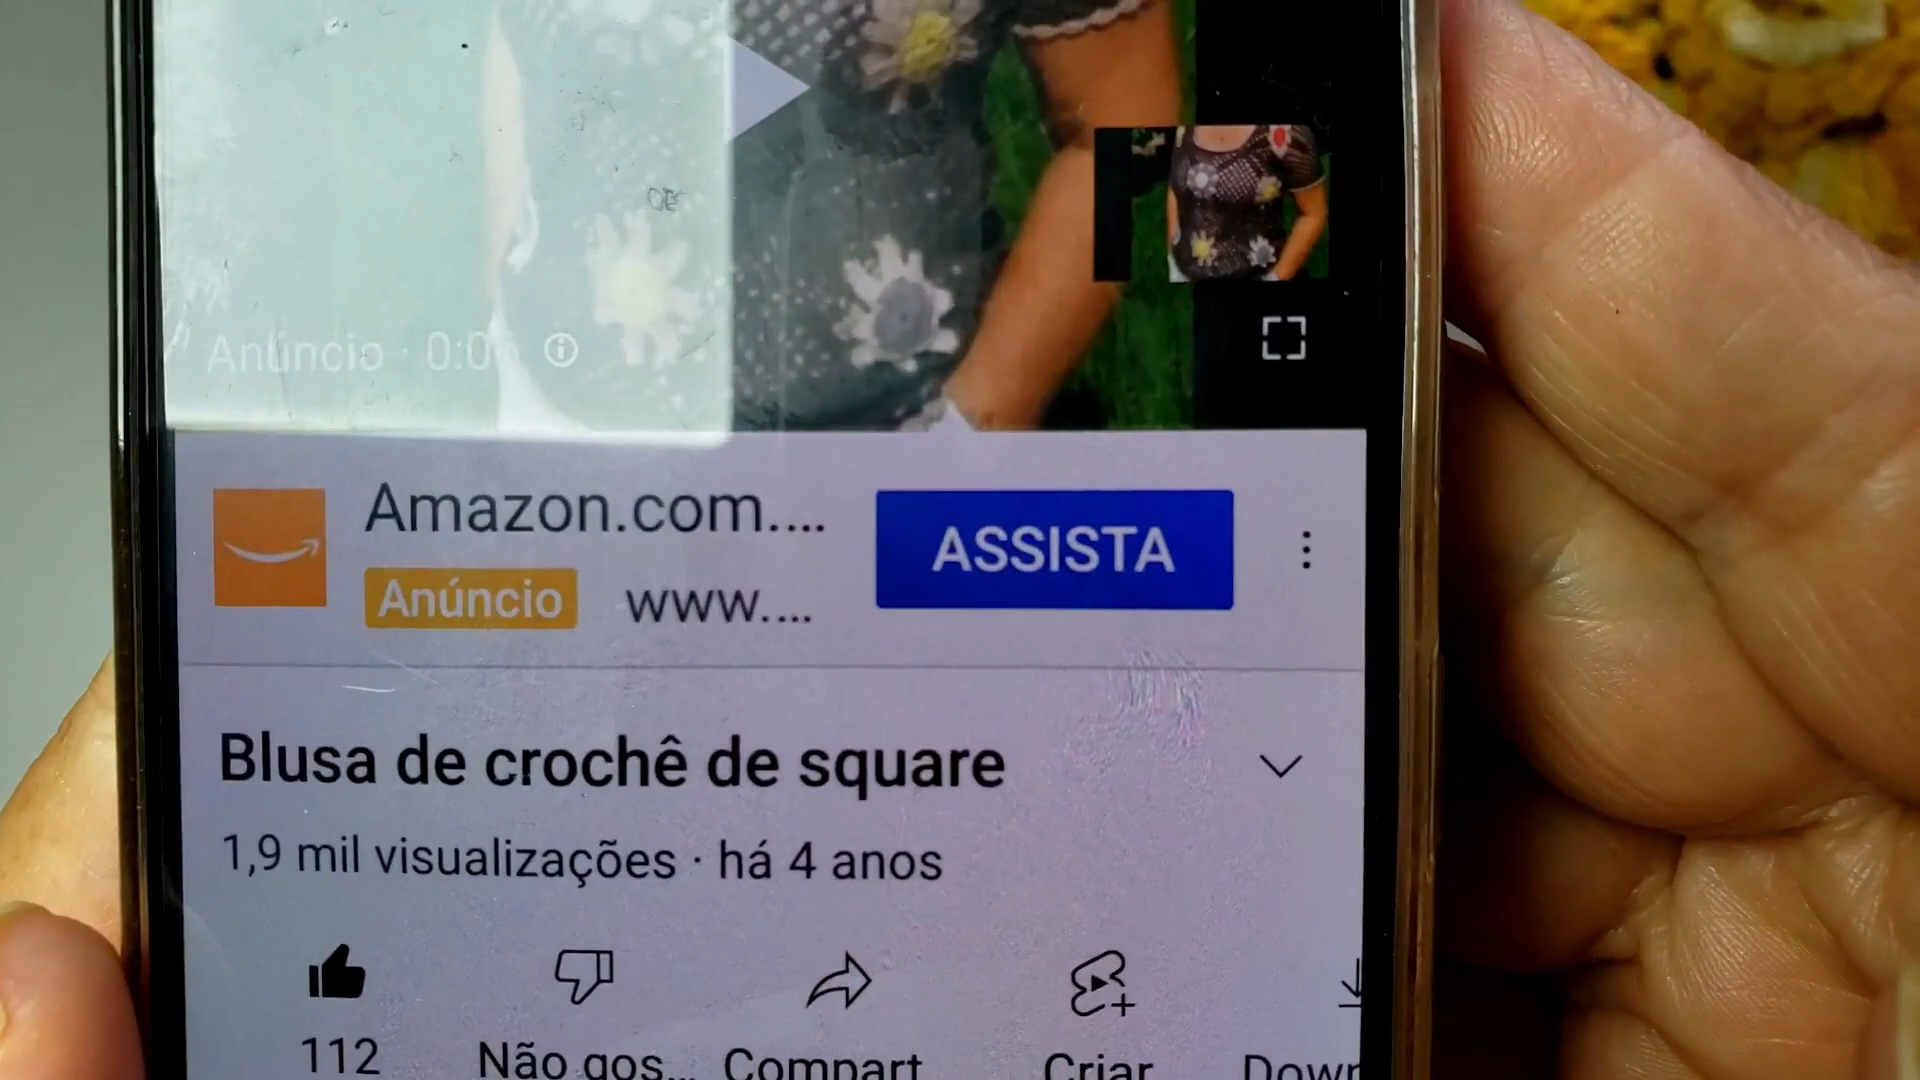 Anúncio · 0:0
Amazon.com....
ASSISTA
Anúncio www....
Blusa de crochê de square
1,9 mil visualizações · há 4 anos
112 Não gos... Compart Criar Down